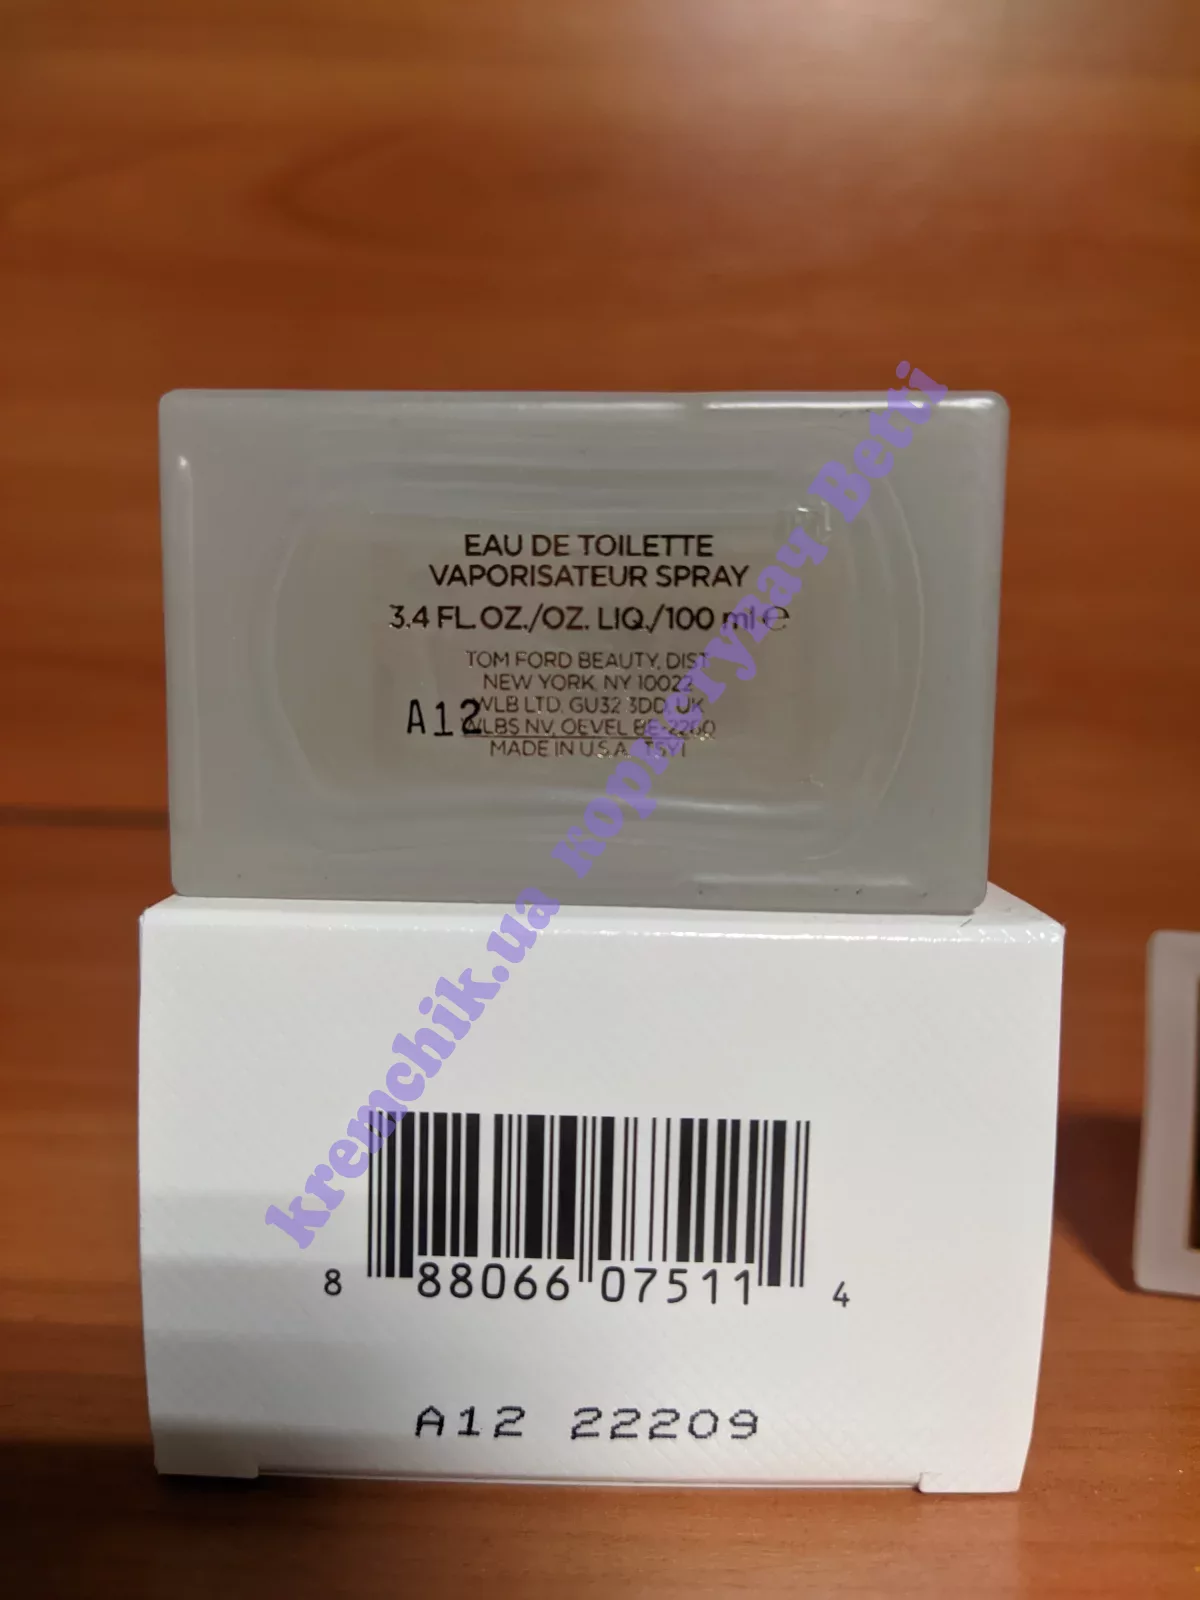 EAU DE TOILETTE
VAPORISATEUR SPRAY
3.4 FL.OZ./OZ. LIQ./100 ml ℮
TOM FORD BEAUTY, DIST
NEW YORK, NY 10022
WLB LTD, GU32 3DD, UK
A12
WLBS NV, OEVEL BE-2260
MADE IN U.S.A. T5Y1
kremchik.ua користувач Betti
8 88066 07511 4
A12 22209